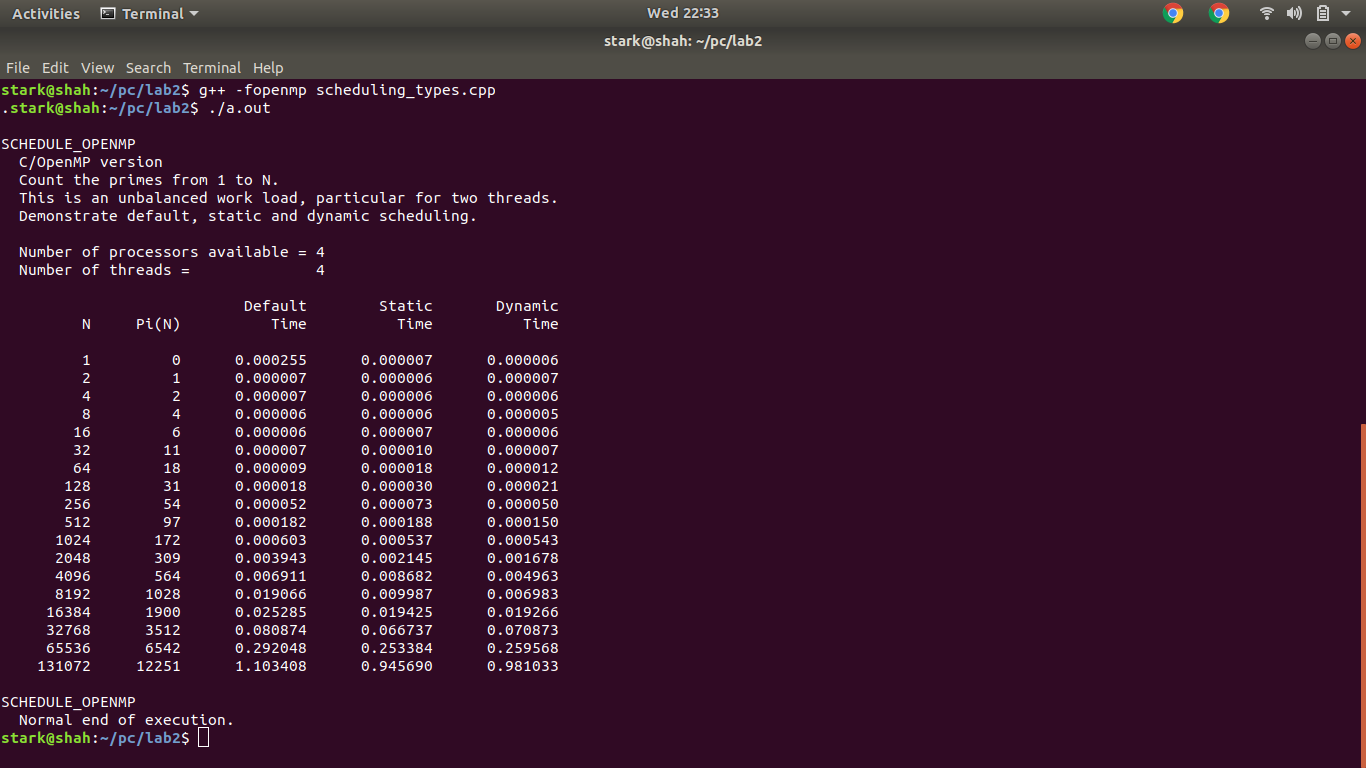 Activities Terminal Wed 22:33
stark@shah: ~/pc/lab2
File Edit View Search Terminal Help
stark@shah:~/pc/lab2$ g++ -fopenmp scheduling_types.cpp
.stark@shah:~/pc/lab2$ ./a.out
SCHEDULE_OPENMP
C/OpenMP version
Count the primes from 1 to N.
This is an unbalanced work load, particular for two threads.
Demonstrate default, static and dynamic scheduling.
Number of processors available = 4
Number of threads = 4
Default Static Dynamic
N Pi(N) Time Time Time
1 0 0.000255 0.000007 0.000006
2 1 0.000007 0.000006 0.000007
4 2 0.000007 0.000006 0.000006
8 4 0.000006 0.000006 0.000005
16 6 0.000006 0.000007 0.000006
32 11 0.000007 0.000010 0.000007
64 18 0.000009 0.000018 0.000012
128 31 0.000018 0.000030 0.000021
256 54 0.000052 0.000073 0.000050
512 97 0.000182 0.000188 0.000150
1024 172 0.000603 0.000537 0.000543
2048 309 0.003943 0.002145 0.001678
4096 564 0.006911 0.008682 0.004963
8192 1028 0.019066 0.009987 0.006983
16384 1900 0.025285 0.019425 0.019266
32768 3512 0.080874 0.066737 0.070873
65536 6542 0.292048 0.253384 0.259568
131072 12251 1.103408 0.945690 0.981033
SCHEDULE_OPENMP
Normal end of execution.
stark@shah:~/pc/lab2$